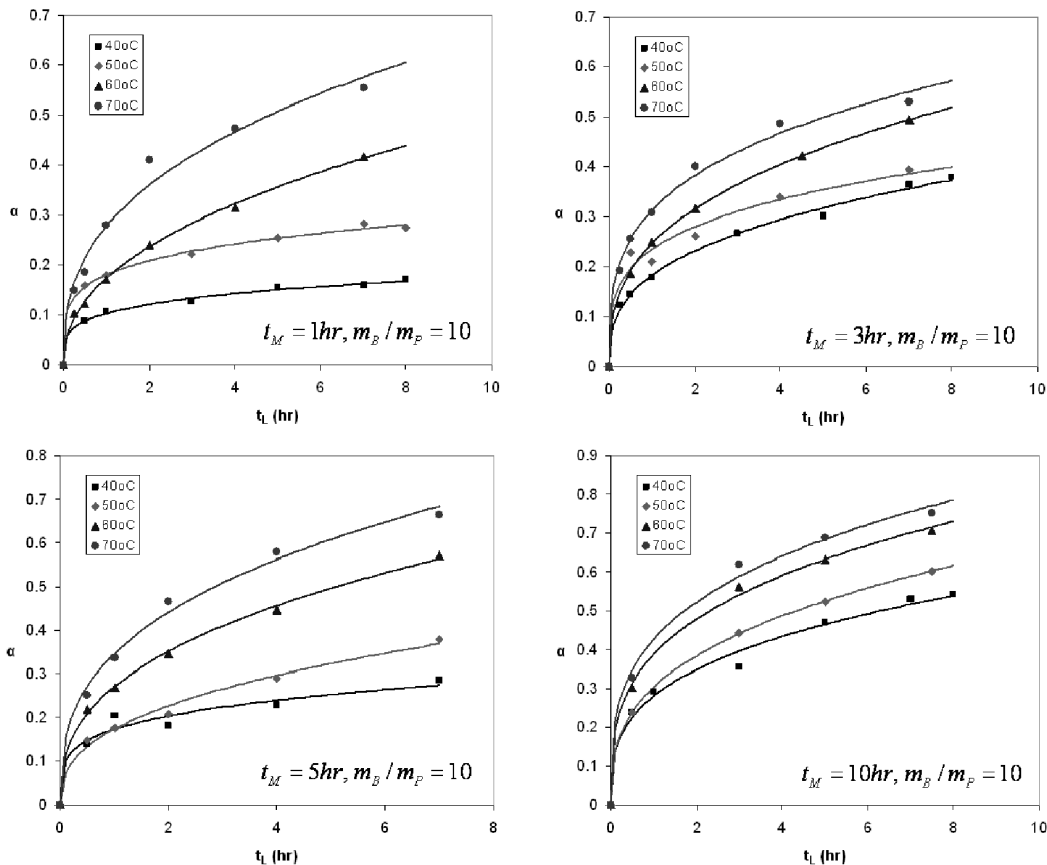 0.7
0.6
0.5
0.4
0.3
0.2
0.1
0
α
40oC
50oC
60oC
70oC
t_M = 1hr, m_B / m_P = 10
0 2 4 6 8 10
t_L (hr)
0.7
0.6
0.5
0.4
0.3
0.2
0.1
0
α
40oC
50oC
60oC
70oC
t_M = 3hr, m_B / m_P = 10
0 2 4 6 8 10
t_L (hr)
0.8
0.7
0.6
0.5
0.4
0.3
0.2
0.1
0
α
40oC
50oC
60oC
70oC
t_M = 5hr, m_B / m_P = 10
0 2 4 6 8
t_L (hr)
0.9
0.8
0.7
0.6
0.5
0.4
0.3
0.2
0.1
0
α
40oC
50oC
60oC
70oC
t_M = 10hr, m_B / m_P = 10
0 2 4 6 8 10
t_L (hr)